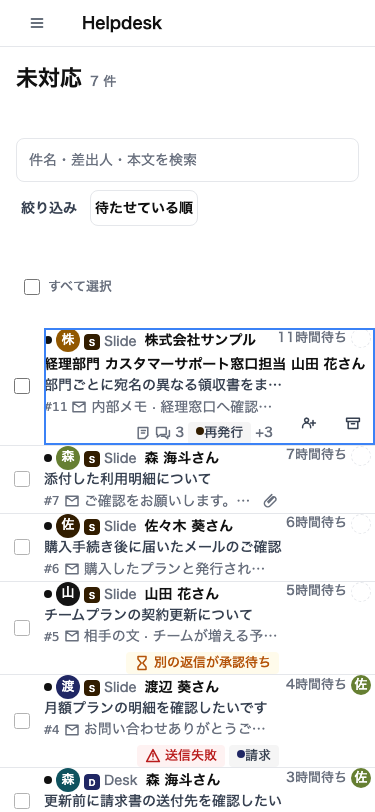 Helpdesk
未対応 7 件
件名・差出人・本文を検索
絞り込み 待たせている順
すべて選択
株 S Slide 株式会社サンプル 11時間待ち
経理部門 カスタマーサポート窓口担当 山田 花さん
部門ごとに宛名の異なる領収書をま…
#11 内部メモ · 経理窓口へ確認…
3 再発行 +3
森 S Slide 森 海斗さん 7時間待ち
添付した利用明細について
#7 ご確認をお願いします。…
佐 S Slide 佐々木 葵さん 6時間待ち
購入手続き後に届いたメールのご確認
#6 購入したプランと発行され…
山 S Slide 山田 花さん 5時間待ち
チームプランの契約更新について
#5 相手の文 · チームが増える予…
別の返信が承認待ち
渡 S Slide 渡辺 葵さん 4時間待ち 佐
月額プランの明細を確認したいです
#4 お問い合わせありがとうご…
送信失敗 請求
森 D Desk 森 海斗さん 3時間待ち 佐
更新前に請求書の送付先を確認したい